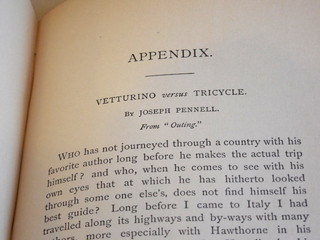 APPENDIX.
VETTURINO versus TRICYCLE.
BY JOSEPH PENNELL.
From "Outing."
WHO has not journeyed through a country with his
favorite author long before he makes the actual trip
himself? and who, when he comes to see with his
own eyes that at which he has hitherto looked
through some one else's, does not find himself his
best guide? Long before I came to Italy I had
travelled along its highways and by-ways with many
more especially with Hawthorne in his